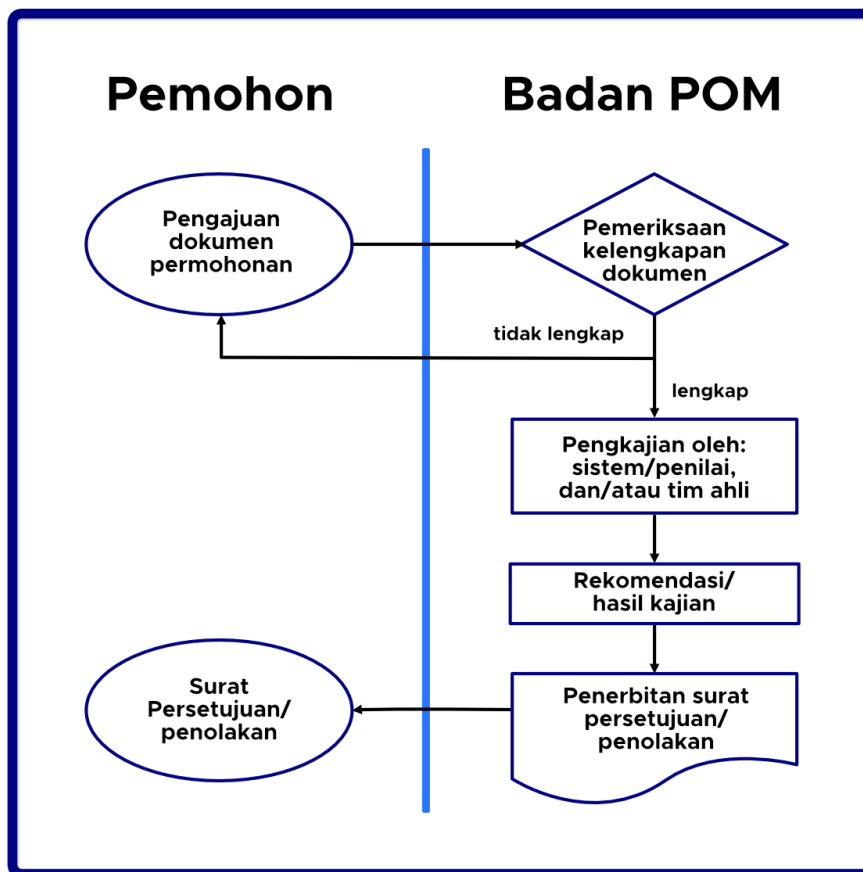 Pemohon
Badan POM
Pengajuan
dokumen
permohonan
Pemeriksaan
kelengkapan
dokumen
tidak lengkap
lengkap
Pengkajian oleh:
sistem/penilai,
dan/atau tim ahli
Rekomendasi/
hasil kajian
Penerbitan surat
persetujuan/
penolakan
Surat
Persetujuan/
penolakan